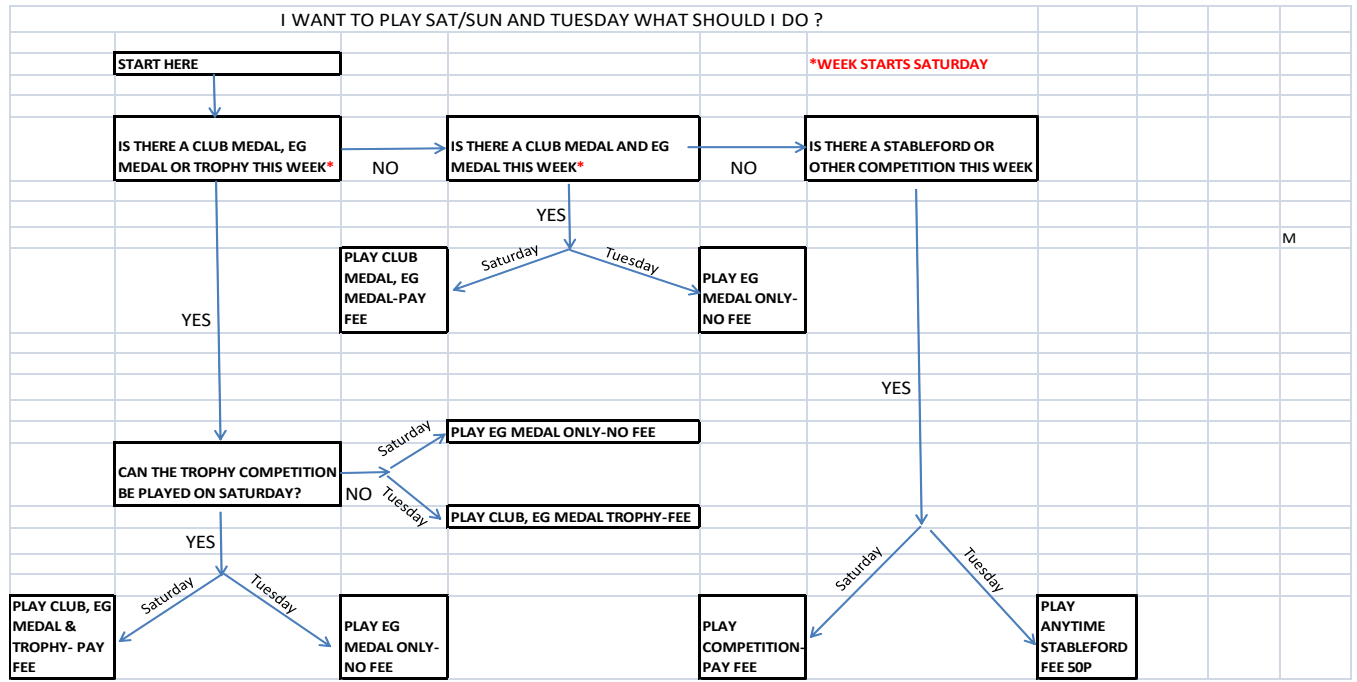 I WANT TO PLAY SAT/SUN AND TUESDAY WHAT SHOULD I DO ?
START HERE
*WEEK STARTS SATURDAY
IS THERE A CLUB MEDAL, EG
MEDAL OR TROPHY THIS WEEK*
NO
IS THERE A CLUB MEDAL AND EG
MEDAL THIS WEEK*
NO
IS THERE A STABLEFORD OR
OTHER COMPETITION THIS WEEK
YES
Saturday
Tuesday
M
PLAY CLUB
MEDAL, EG
MEDAL-PAY
FEE
PLAY EG
MEDAL ONLY-
NO FEE
YES
YES
CAN THE TROPHY COMPETITION
BE PLAYED ON SATURDAY?
NO
Saturday
PLAY EG MEDAL ONLY-NO FEE
Tuesday
PLAY CLUB, EG MEDAL TROPHY-FEE
YES
Saturday
Tuesday
Saturday
Tuesday
PLAY CLUB, EG
MEDAL &
TROPHY- PAY
FEE
PLAY EG
MEDAL ONLY-
NO FEE
PLAY
COMPETITION-
PAY FEE
PLAY
ANYTIME
STABLEFORD
FEE 50P